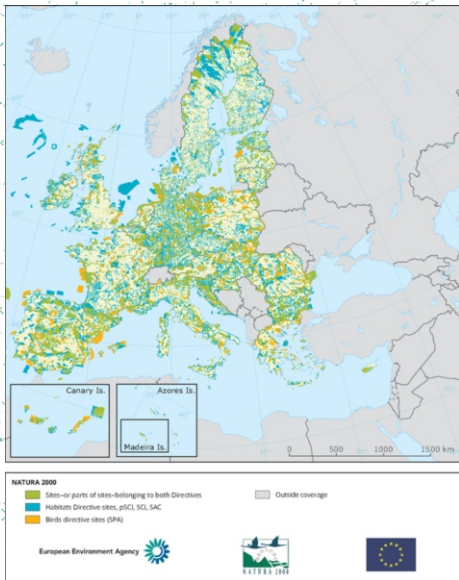 Canary Is.
Azores Is.
Madeira Is.
0 500 1000 1500 km
NATURA 2000
Sites-or parts of sites-belonging to both Directives
Outside coverage
Habitats Directive sites, pSCI, SCI, SAC
Birds directive sites (SPA)
European Environment Agency
NATURA 2000